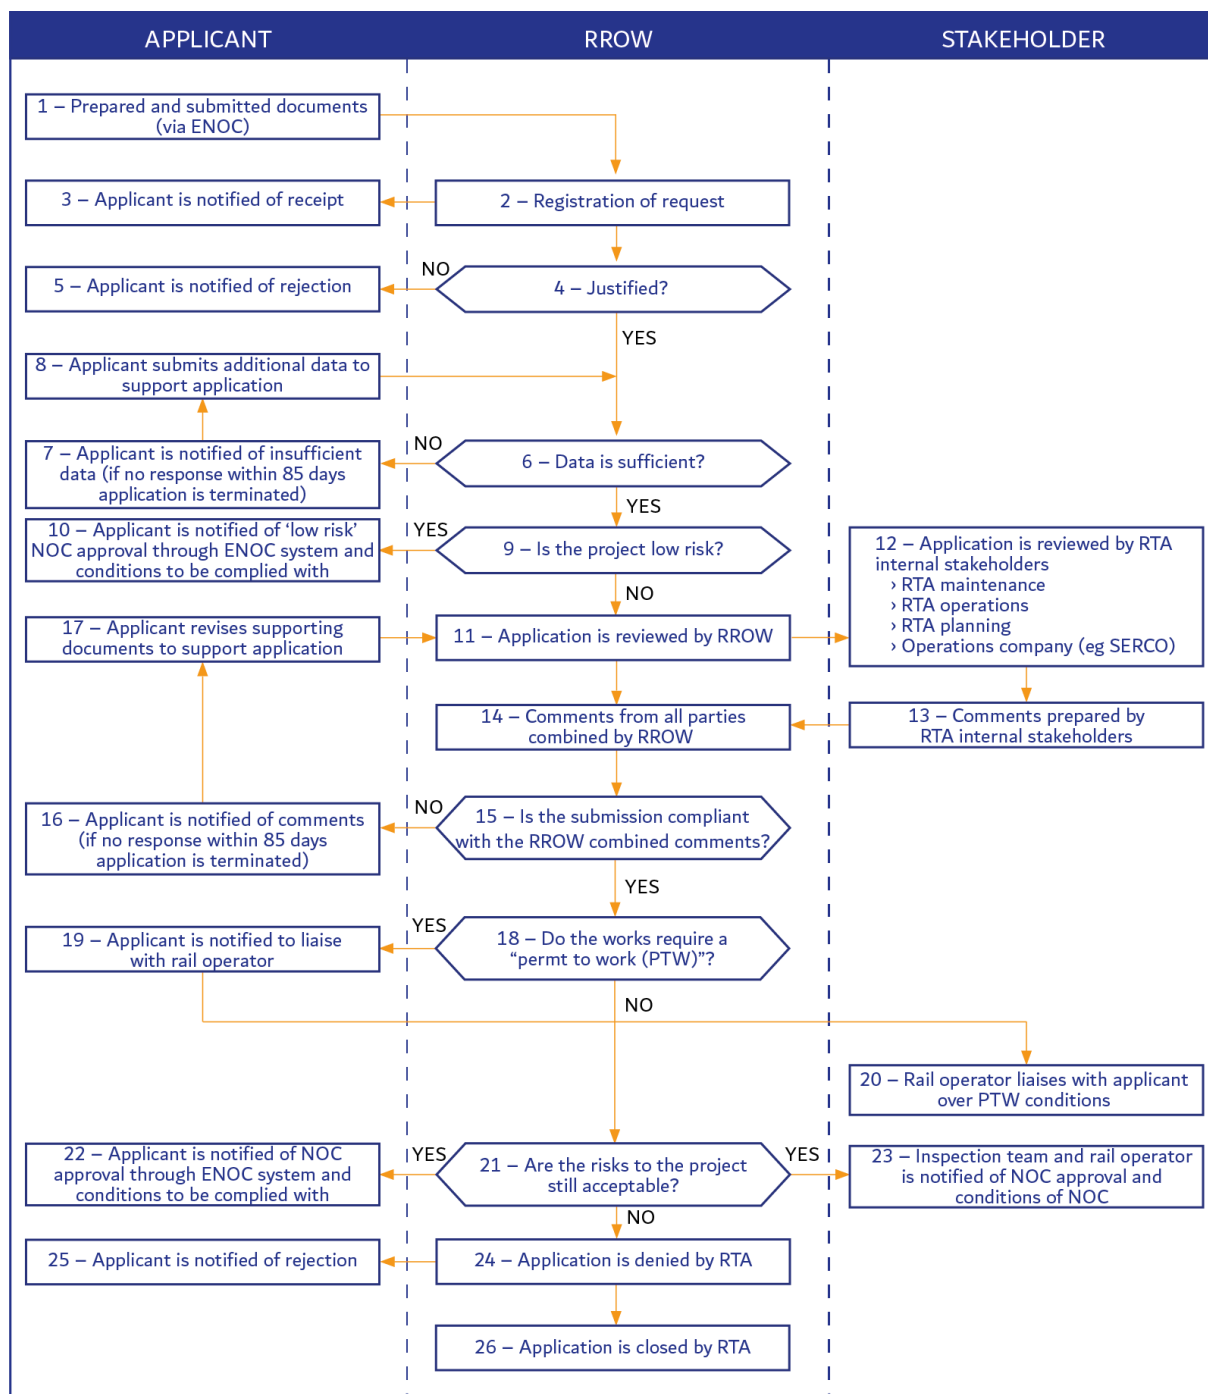 APPLICANT
RROW
STAKEHOLDER
1 – Prepared and submitted documents
(via ENOC)
3 – Applicant is notified of receipt
2 – Registration of request
5 – Applicant is notified of rejection
NO
4 – Justified?
YES
8 – Applicant submits additional data to
support application
7 – Applicant is notified of insufficient
data (if no response within 85 days
application is terminated)
NO
6 – Data is sufficient?
YES
10 – Applicant is notified of ‘low risk’
NOC approval through ENOC system and
conditions to be complied with
YES
9 – Is the project low risk?
NO
12 – Application is reviewed by RTA
internal stakeholders
› RTA maintenance
› RTA operations
› RTA planning
› Operations company (eg SERCO)
17 – Applicant revises supporting
documents to support application
11 – Application is reviewed by RROW
14 – Comments from all parties
combined by RROW
13 – Comments prepared by
RTA internal stakeholders
16 – Applicant is notified of comments
(if no response within 85 days
application is terminated)
NO
15 – Is the submission compliant
with the RROW combined comments?
YES
19 – Applicant is notified to liaise
with rail operator
YES
18 – Do the works require a
“permt to work (PTW)”?
NO
20 – Rail operator liaises with applicant
over PTW conditions
22 – Applicant is notified of NOC
approval through ENOC system and
conditions to be complied with
YES
21 – Are the risks to the project
still acceptable?
YES
23 – Inspection team and rail operator
is notified of NOC approval and
conditions of NOC
NO
25 – Applicant is notified of rejection
24 – Application is denied by RTA
26 – Application is closed by RTA